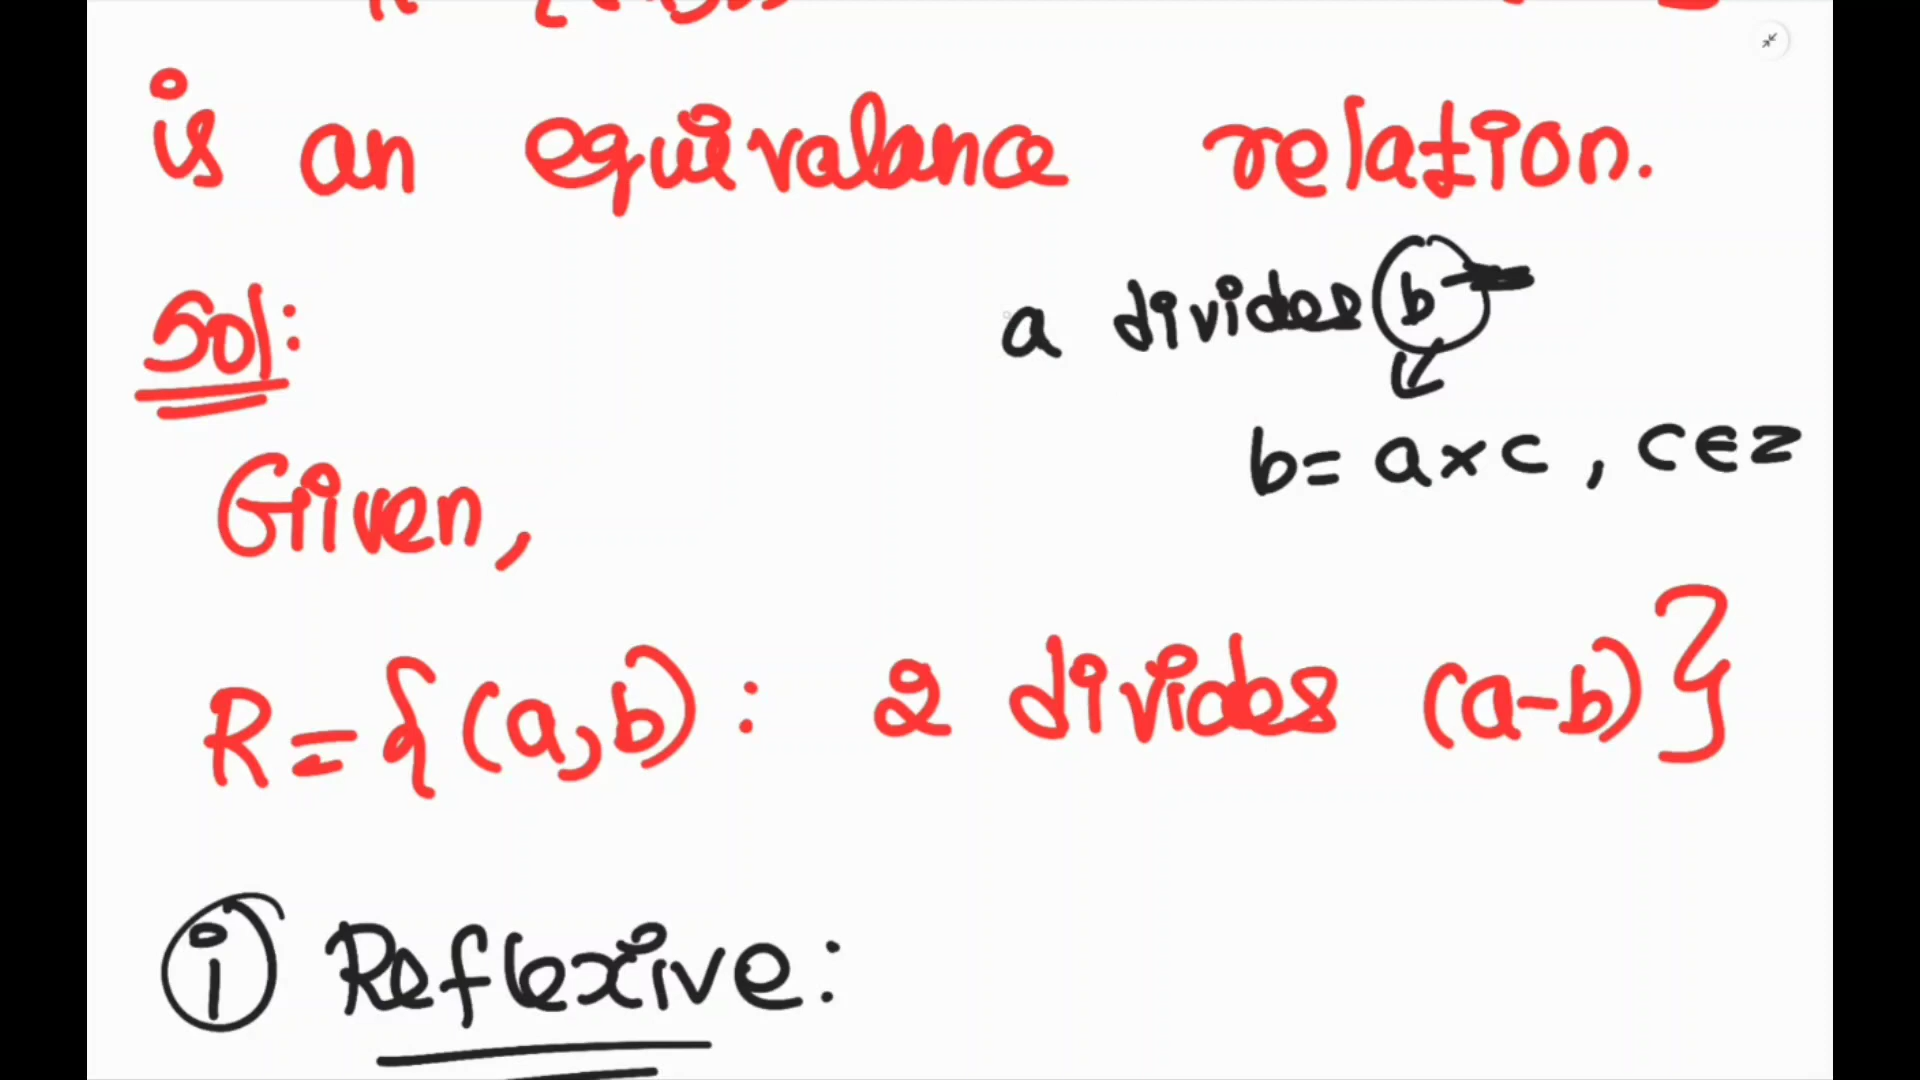 is an equivalance relation.
Sol:
a divides b
b= a×c , c∈z
Given,
R={(a,b): 2 divides (a-b)}
i Reflexive: